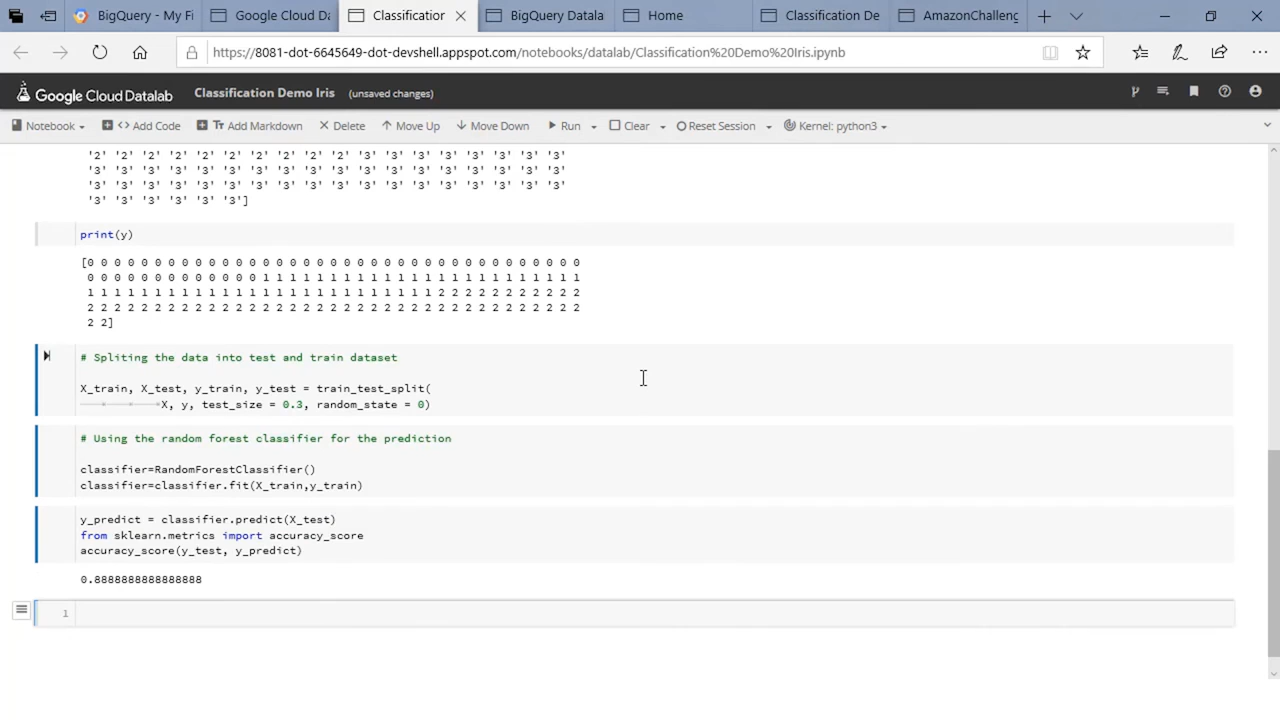 BigQuery - My Fi
Google Cloud Da
Classification
BigQuery Datala
Home
Classification De
AmazonChalleng
https://8081-dot-6645649-dot-devshell.appspot.com/notebooks/datalab/Classification%20Demo%20Iris.ipynb
Google Cloud Datalab Classification Demo Iris (unsaved changes)
Notebook <> Add Code Tт Add Markdown Delete Move Up Move Down Run Clear Reset Session Kernel: python3
'2' '2' '2' '2' '2' '2' '2' '2' '2' '2' '3' '3' '3' '3' '3' '3' '3' '3'
'3' '3' '3' '3' '3' '3' '3' '3' '3' '3' '3' '3' '3' '3' '3' '3' '3' '3'
'3' '3' '3' '3' '3' '3' '3' '3' '3' '3' '3' '3' '3' '3' '3' '3' '3' '3'
'3' '3' '3' '3' '3' '3']
print(y)
[0 0 0 0 0 0 0 0 0 0 0 0 0 0 0 0 0 0 0 0 0 0 0 0 0 0 0 0 0 0 0 0 0 0 0 0 0
0 0 0 0 0 0 0 0 0 0 0 0 0 1 1 1 1 1 1 1 1 1 1 1 1 1 1 1 1 1 1 1 1 1 1 1 1
1 1 1 1 1 1 1 1 1 1 1 1 1 1 1 1 1 1 1 1 1 1 1 1 1 1 2 2 2 2 2 2 2 2 2 2 2
2 2 2 2 2 2 2 2 2 2 2 2 2 2 2 2 2 2 2 2 2 2 2 2 2 2 2 2 2 2 2 2 2 2 2 2 2
2 2]
# Spliting the data into test and train dataset
X_train, X_test, y_train, y_test = train_test_split(
X, y, test_size = 0.3, random_state = 0)
# Using the random forest classifier for the prediction
classifier=RandomForestClassifier()
classifier=classifier.fit(X_train,y_train)
y_predict = classifier.predict(X_test)
from sklearn.metrics import accuracy_score
accuracy_score(y_test, y_predict)
0.8888888888888888
1